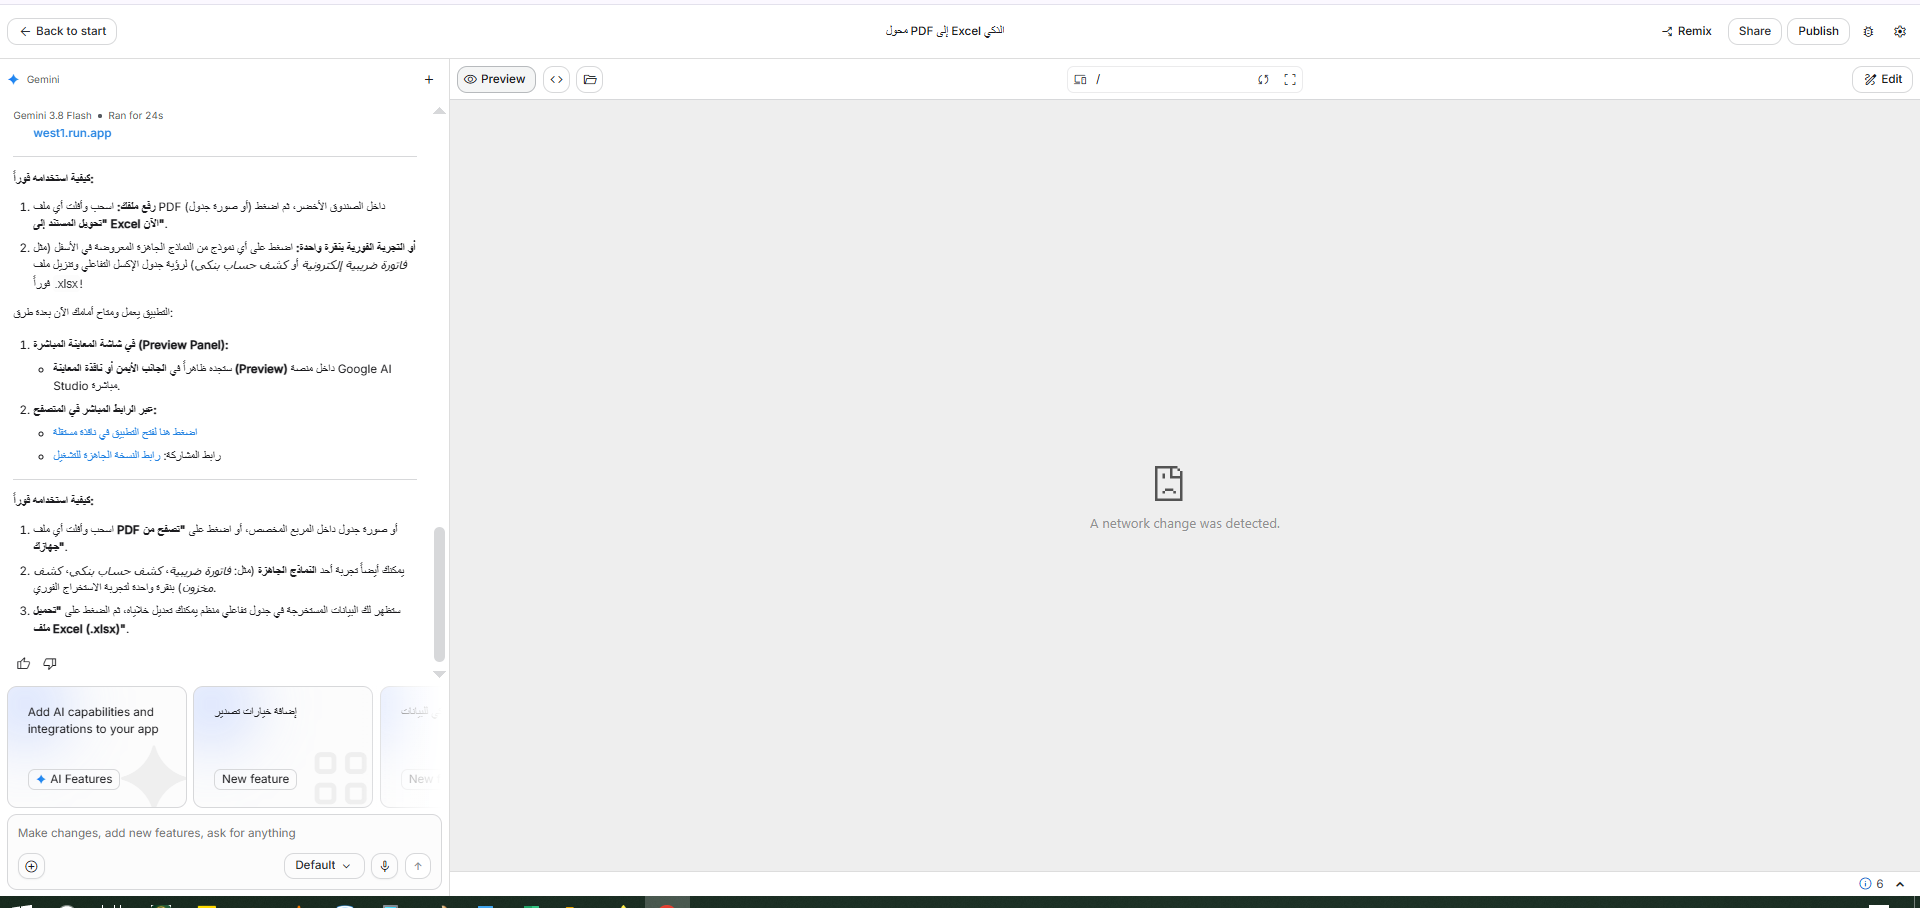 Back to start
محول PDF إلى Excel الذكي
Remix
Share
Publish
Gemini
Preview
/
Edit
Gemini 3.8 Flash • Ran for 24s
west1.run.app
كيفية استخدامه فوراً:
1. رفع ملفك: اسحب وأفلت أي ملف PDF (أو صورة جدول) داخل الصندوق الأخضر، ثم اضغط
"تحويل المستند إلى Excel الآن".
2. أو التجربة الفورية بنقرة واحدة: اضغط على أي نموذج من النماذج الجاهزة المعروضة في الأسفل (مثل
فاتورة ضريبية إلكترونية أو كشف حساب بنكي) لرؤية جدول الإكسل التفاعلي وتنزيل ملف
.xlsx فوراً!
التطبيق يعمل ومتاح أمامك الآن بعدة طرق:
1. في شاشة المعاينة المباشرة (Preview Panel):
ستجده ظاهراً في الجانب الأيمن أو نافذة المعاينة (Preview) داخل منصة Google AI
Studio مباشرة.
2. عبر الرابط المباشر في المتصفح:
اضغط هنا لفتح التطبيق في نافذة مستقلة
رابط المشاركة: رابط النسخة الجاهزة للتشغيل
كيفية استخدامه فوراً:
1. اسحب وأفلت أي ملف PDF أو صورة جدول داخل المربع المخصص، أو اضغط على "تصفح من
جهازك".
2. يمكنك أيضاً تجربة أحد النماذج الجاهزة (مثل: فاتورة ضريبية، كشف حساب بنكي، كشف
مخزون) بنقرة واحدة لتجربة الاستخراج الفوري.
3. ستظهر لك البيانات المستخرجة في جدول تفاعلي منظم يمكنك تعديل خلاياه، ثم الضغط على "تحميل
ملف Excel (.xlsx)".
A network change was detected.
Add AI capabilities and
integrations to your app
AI Features
إضافة خيارات تصدير
New feature
New
Make changes, add new features, ask for anything
Default
6